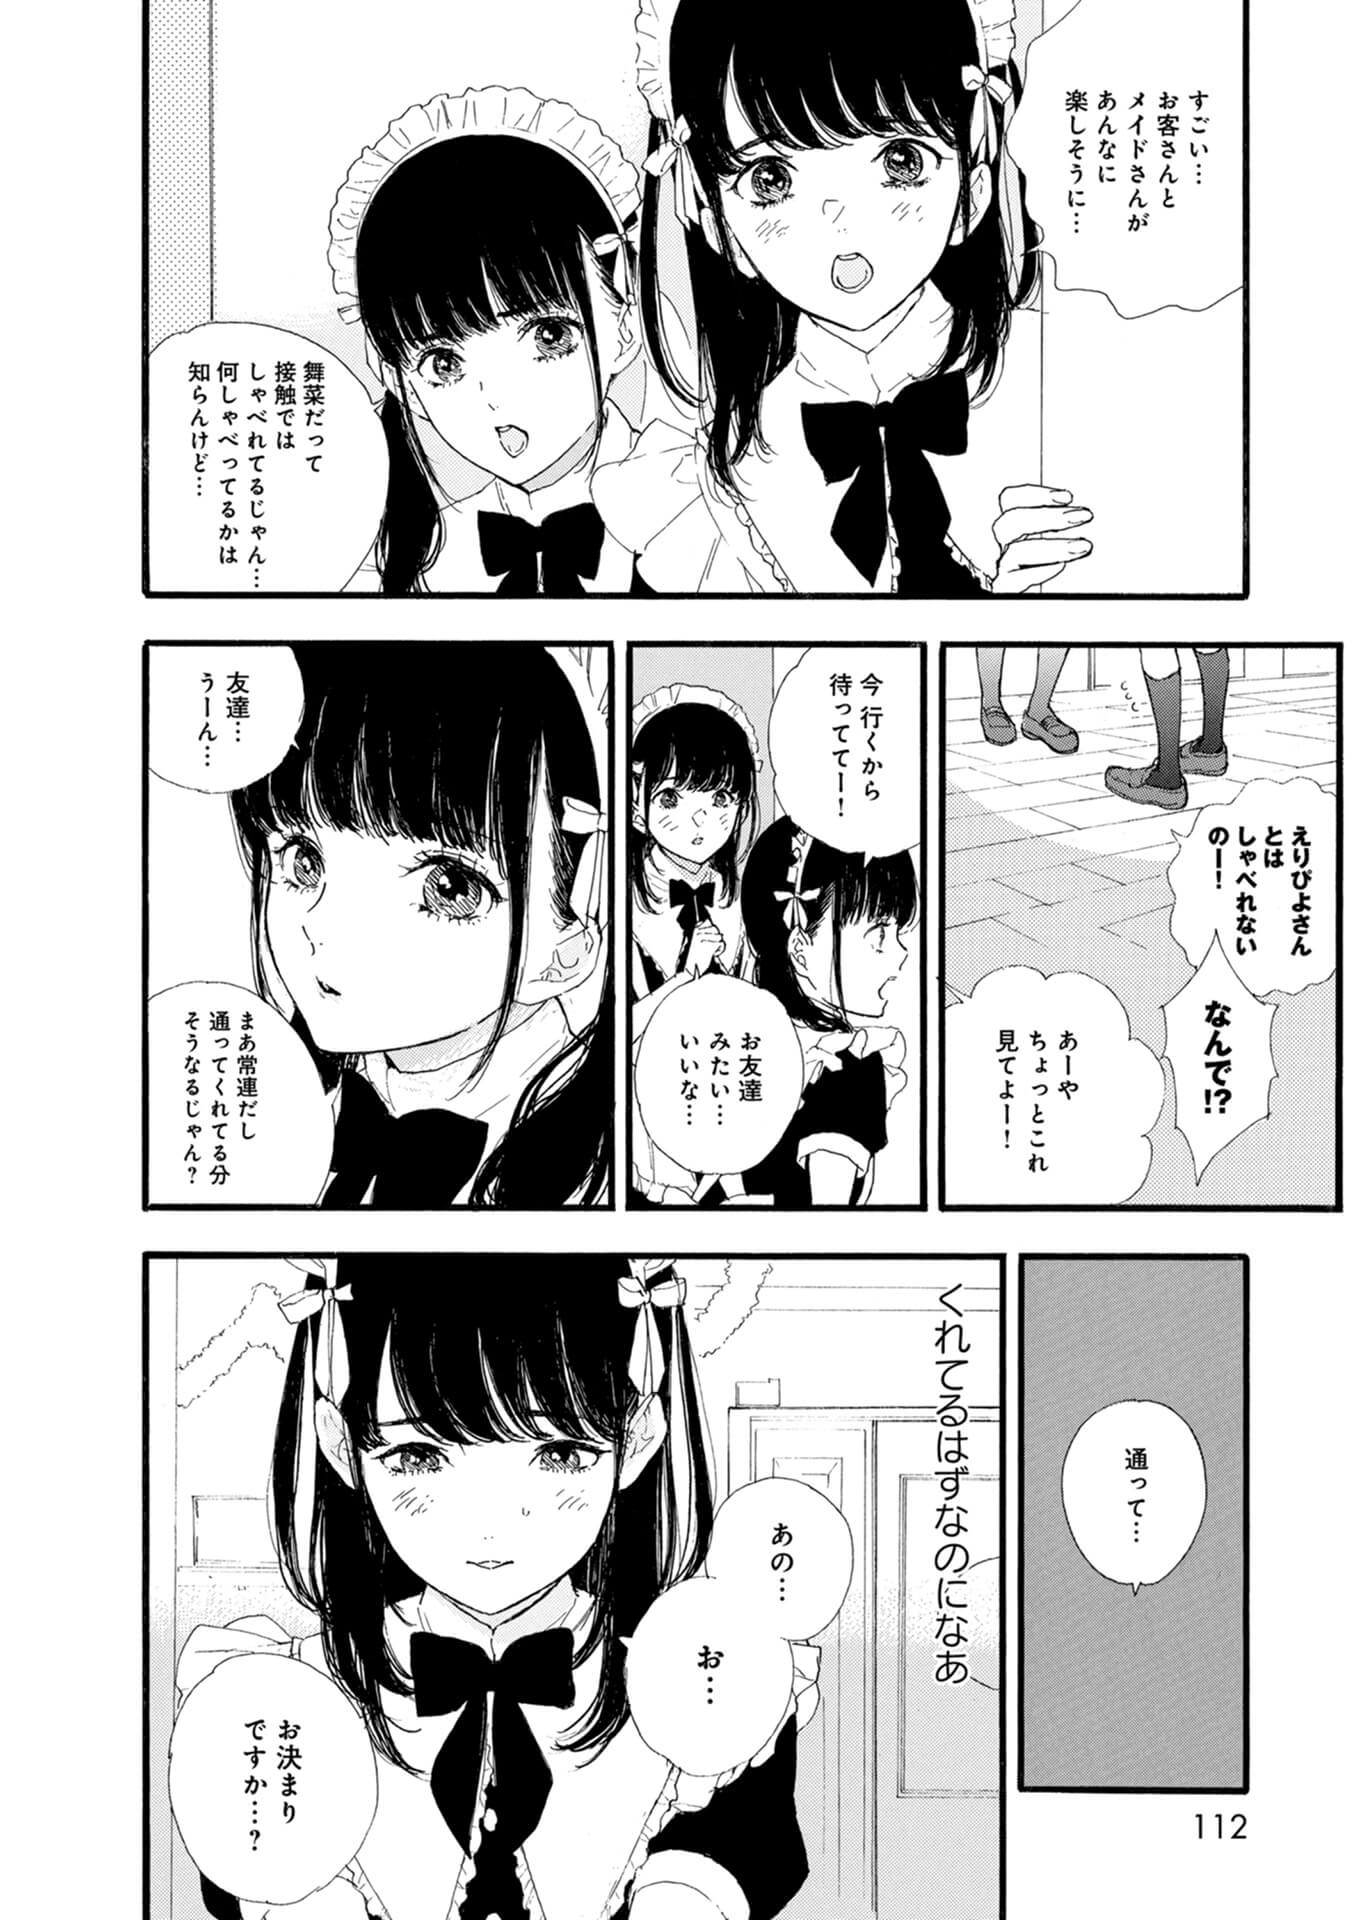 すごい…
お客さんと
メイドさんが
あんなに
楽しそうに…
舞菜だって
接触では
しゃべれてるじゃん…
何しゃべってるかは
知らんけど…
えりぴよさん
とは
しゃべれない
のー！
なんで!?
あーや
ちょっとこれ
見てよー！
今 行くから
待っててー！
お友達
みたい…
いいな…
友達…
うーん…
まあ常連だし
通ってくれてる分
そうなるじゃん？
通って…
くれてるはずなのになあ
あの…
お…
お決まり
ですか…？
112